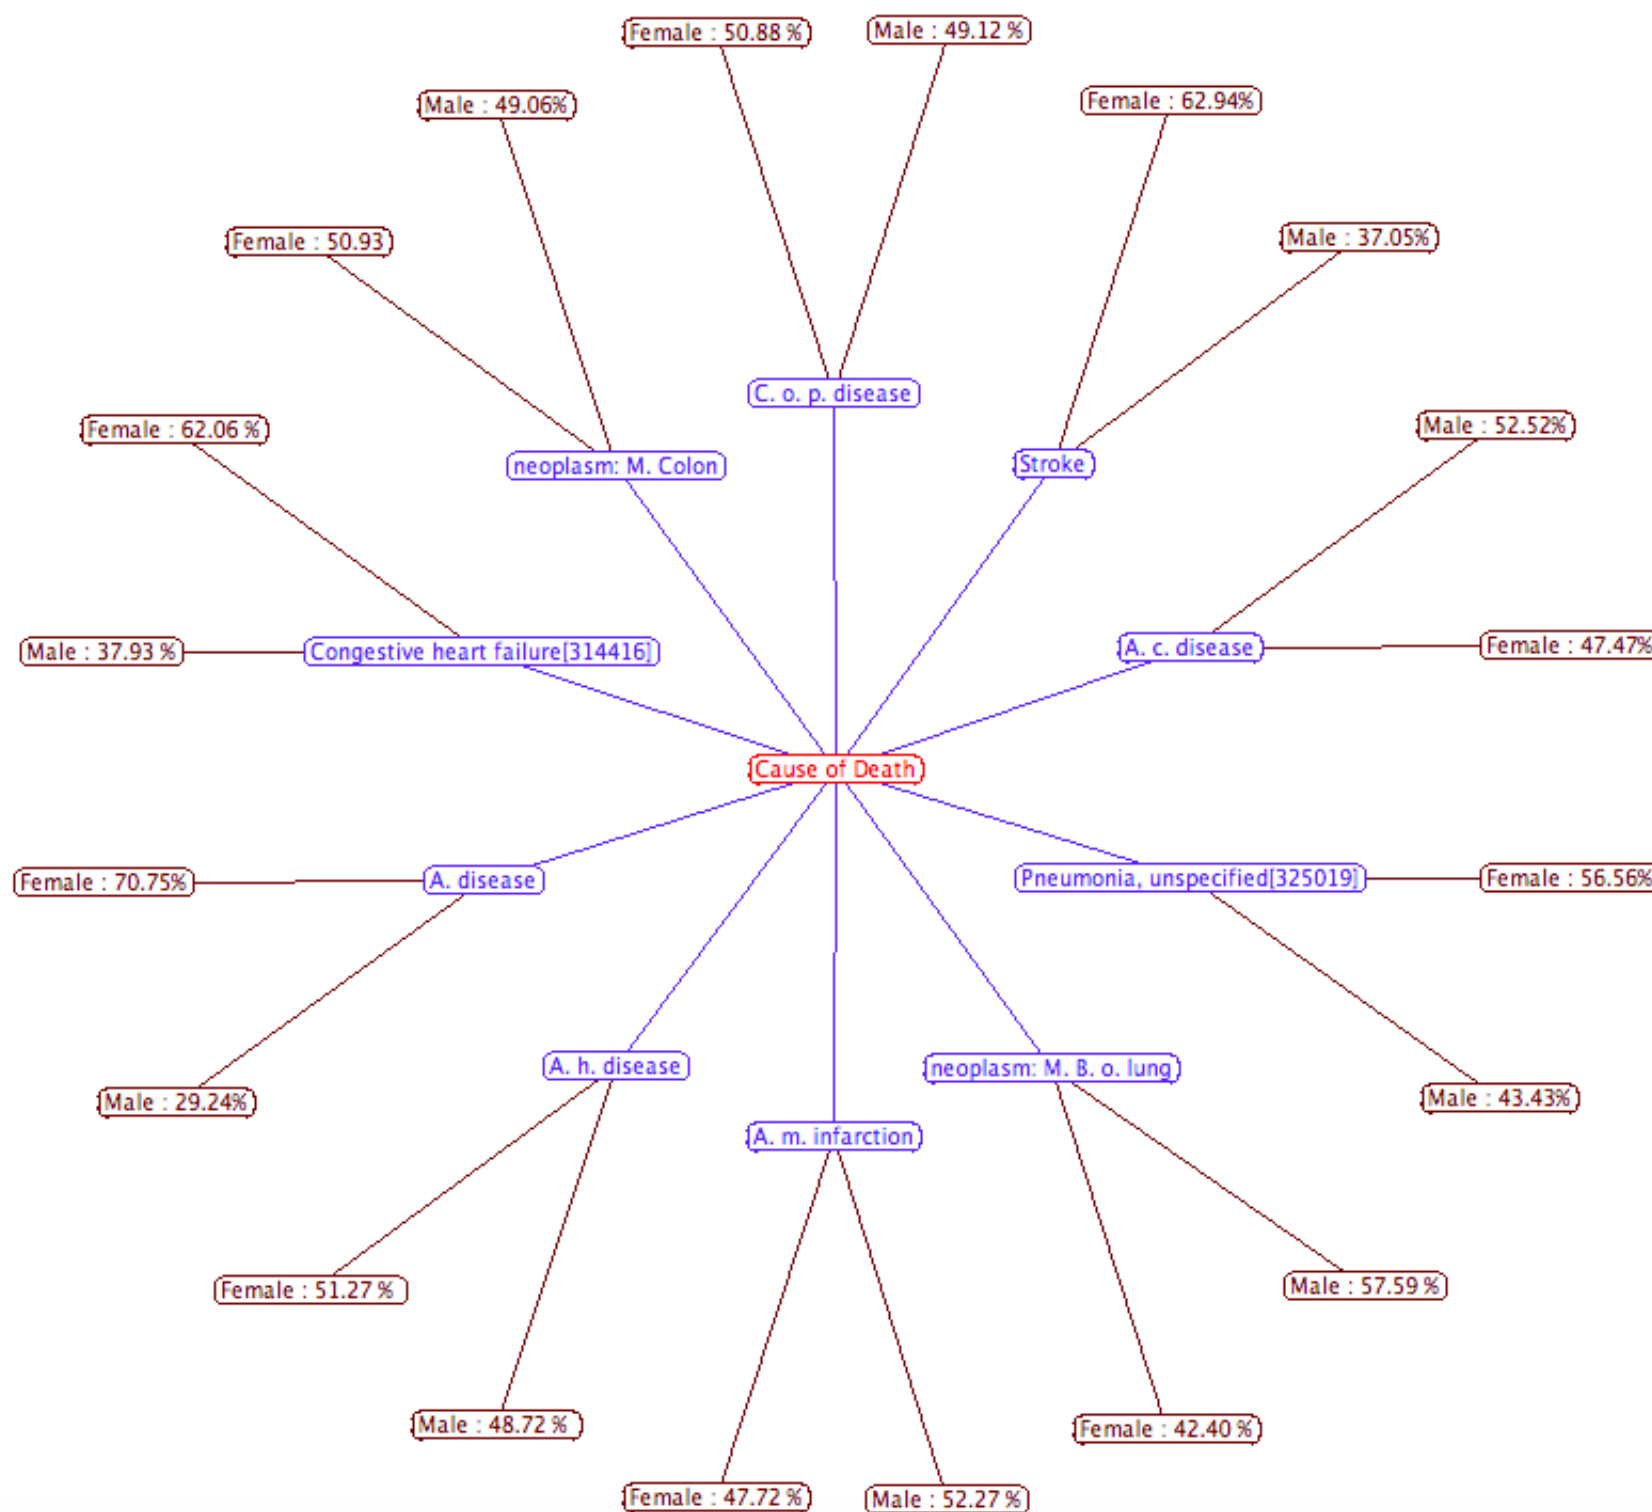 Female : 50.88 %
Male : 49.12 %
Male : 49.06%
Female : 62.94%
Female : 50.93
Male : 37.05%
C. o. p. disease
Female : 62.06 %
Male : 52.52%
neoplasm: M. Colon
Stroke
Male : 37.93 %
Congestive heart failure[314416]
A. c. disease
Female : 47.47%
Cause of Death
Female : 70.75%
A. disease
Pneumonia, unspecified[325019]
Female : 56.56%
Male : 29.24%
A. h. disease
neoplasm: M. B. o. lung
Male : 43.43%
A. m. infarction
Female : 51.27 %
Male : 57.59 %
Male : 48.72 %
Female : 42.40 %
Female : 47.72 %
Male : 52.27 %